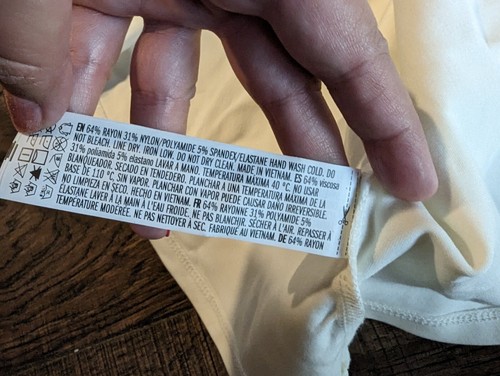 EN 64% RAYON 31% NYLON/POLYAMIDE 5% SPANDEX/ELASTANE HAND WASH COLD. DO
NOT BLEACH. LINE DRY. IRON LOW. DO NOT DRY CLEAN. MADE IN VIETNAM. ES 64% viscose
31% poliamida 5% elastano LAVAR A MANO. TEMPERATURA MÁXIMA 40 °C. NO USAR
BLANQUEADOR. SECADO EN TENDEDERO. PLANCHAR A UNA TEMPERATURA MÁXIMA DE LA
BASE DE 110 °C. SIN VAPOR. PLANCHAR CON VAPOR PUEDE CAUSAR DAÑO IRREVERSIBLE.
NO LIMPIEZA EN SECO. HECHO EN VIETNAM FR 64% RAYONNE 31% POLYAMIDE 5%
ÉLASTANE LAVER À LA MAIN À L'EAU FROIDE. NE PAS BLANCHIR. SÉCHER À L'AIR. REPASSER À
TEMPÉRATURE MODÉRÉE. NE PAS NETTOYER À SEC. FABRIQUÉ AU VIETNAM. DE 64% RAYON